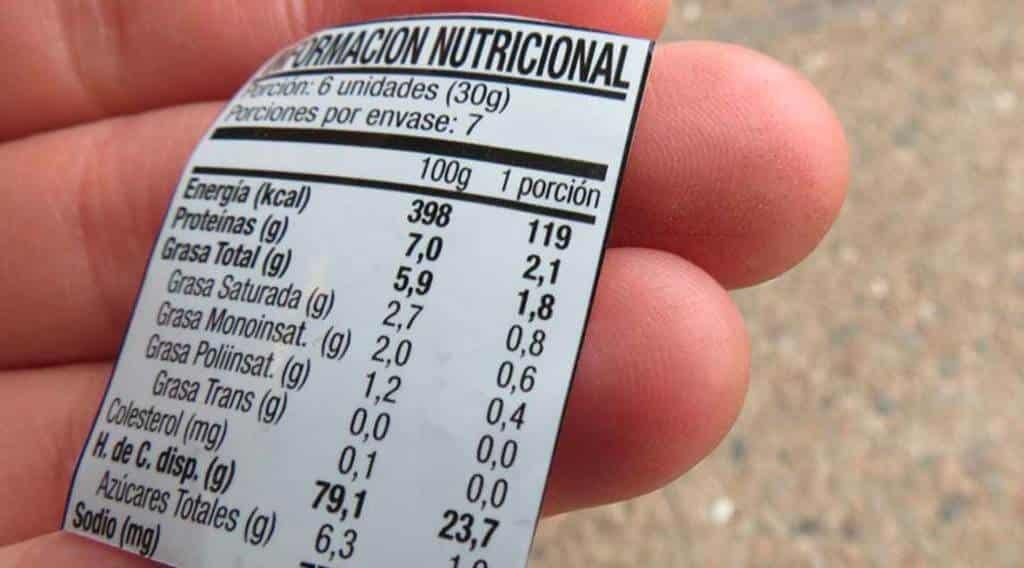 INFORMACION NUTRICIONAL
Porción: 6 unidades (30g)
Porciones por envase: 7
100g 1 porción
Energía (kcal) 398 119
Proteínas (g) 7,0 2,1
Grasa Total (g) 5,9 1,8
Grasa Saturada (g) 2,7 0,8
Grasa Monoinsat. (g) 2,0 0,6
Grasa Poliinsat. (g) 1,2 0,4
Grasa Trans (g) 0,0 0,0
Colesterol (mg) 0,1 0,0
H. de C. disp. (g) 79,1 23,7
Azúcares Totales (g) 6,3
Sodio (mg)